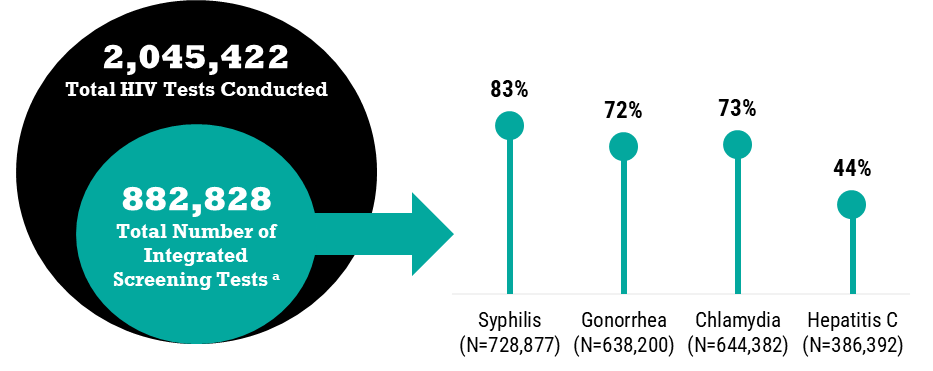 2,045,422
Total HIV Tests Conducted
882,828
Total Number of
Integrated
Screening Tests ª
83%
72%
73%
44%
Syphilis
(N=728,877)
Gonorrhea
(N=638,200)
Chlamydia
(N=644,382)
Hepatitis C
(N=386,392)